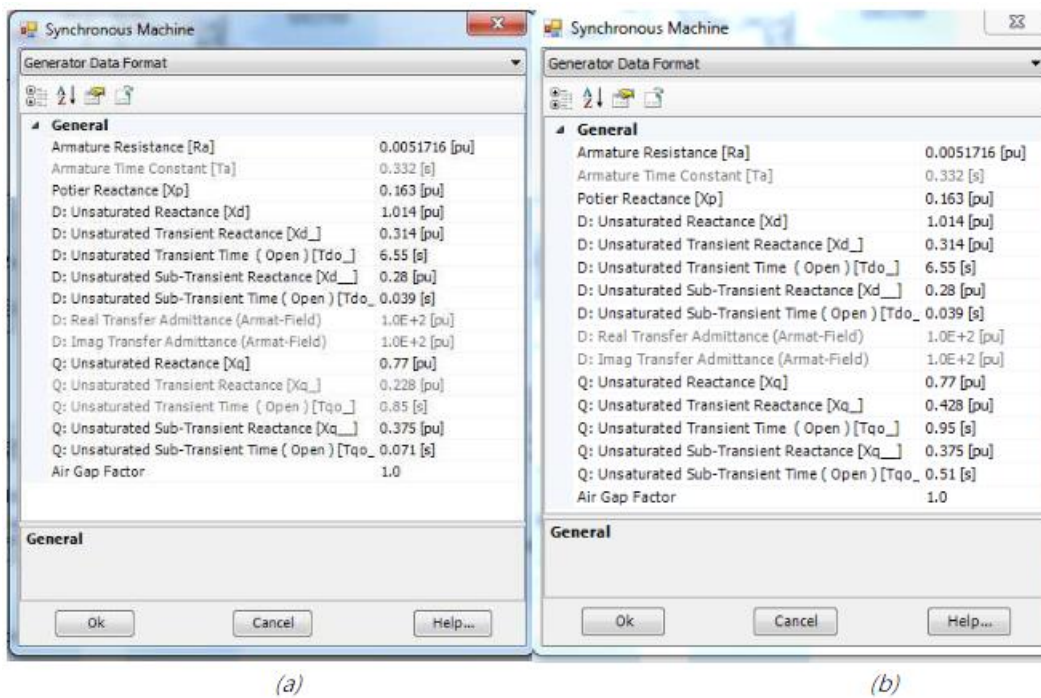 Synchronous Machine
Generator Data Format
General
Armature Resistance [Ra] 0.0051716 [pu]
Armature Time Constant [Ta] 0.332 [s]
Potier Reactance [Xp] 0.163 [pu]
D: Unsaturated Reactance [Xd] 1.014 [pu]
D: Unsaturated Transient Reactance [Xd_] 0.314 [pu]
D: Unsaturated Transient Time ( Open ) [Tdo_] 6.55 [s]
D: Unsaturated Sub-Transient Reactance [Xd__] 0.28 [pu]
D: Unsaturated Sub-Transient Time ( Open ) [Tdo_ 0.039 [s]
D: Real Transfer Admittance (Armat-Field) 1.0E+2 [pu]
D: Imag Transfer Admittance (Armat-Field) 1.0E+2 [pu]
Q: Unsaturated Reactance [Xq] 0.77 [pu]
Q: Unsaturated Transient Reactance [Xq_] 0.228 [pu]
Q: Unsaturated Transient Time ( Open ) [Tqo_] 0.85 [s]
Q: Unsaturated Sub-Transient Reactance [Xq__] 0.375 [pu]
Q: Unsaturated Sub-Transient Time ( Open ) [Tqo_ 0.071 [s]
Air Gap Factor 1.0
General
Ok Cancel Help...
(a)
Synchronous Machine
Generator Data Format
General
Armature Resistance [Ra] 0.0051716 [pu]
Armature Time Constant [Ta] 0.332 [s]
Potier Reactance [Xp] 0.163 [pu]
D: Unsaturated Reactance [Xd] 1.014 [pu]
D: Unsaturated Transient Reactance [Xd_] 0.314 [pu]
D: Unsaturated Transient Time ( Open ) [Tdo_] 6.55 [s]
D: Unsaturated Sub-Transient Reactance [Xd__] 0.28 [pu]
D: Unsaturated Sub-Transient Time ( Open ) [Tdo_ 0.039 [s]
D: Real Transfer Admittance (Armat-Field) 1.0E+2 [pu]
D: Imag Transfer Admittance (Armat-Field) 1.0E+2 [pu]
Q: Unsaturated Reactance [Xq] 0.77 [pu]
Q: Unsaturated Transient Reactance [Xq_] 0.428 [pu]
Q: Unsaturated Transient Time ( Open ) [Tqo_] 0.95 [s]
Q: Unsaturated Sub-Transient Reactance [Xq__] 0.375 [pu]
Q: Unsaturated Sub-Transient Time ( Open ) [Tqo_ 0.51 [s]
Air Gap Factor 1.0
General
Ok Cancel Help...
(b)